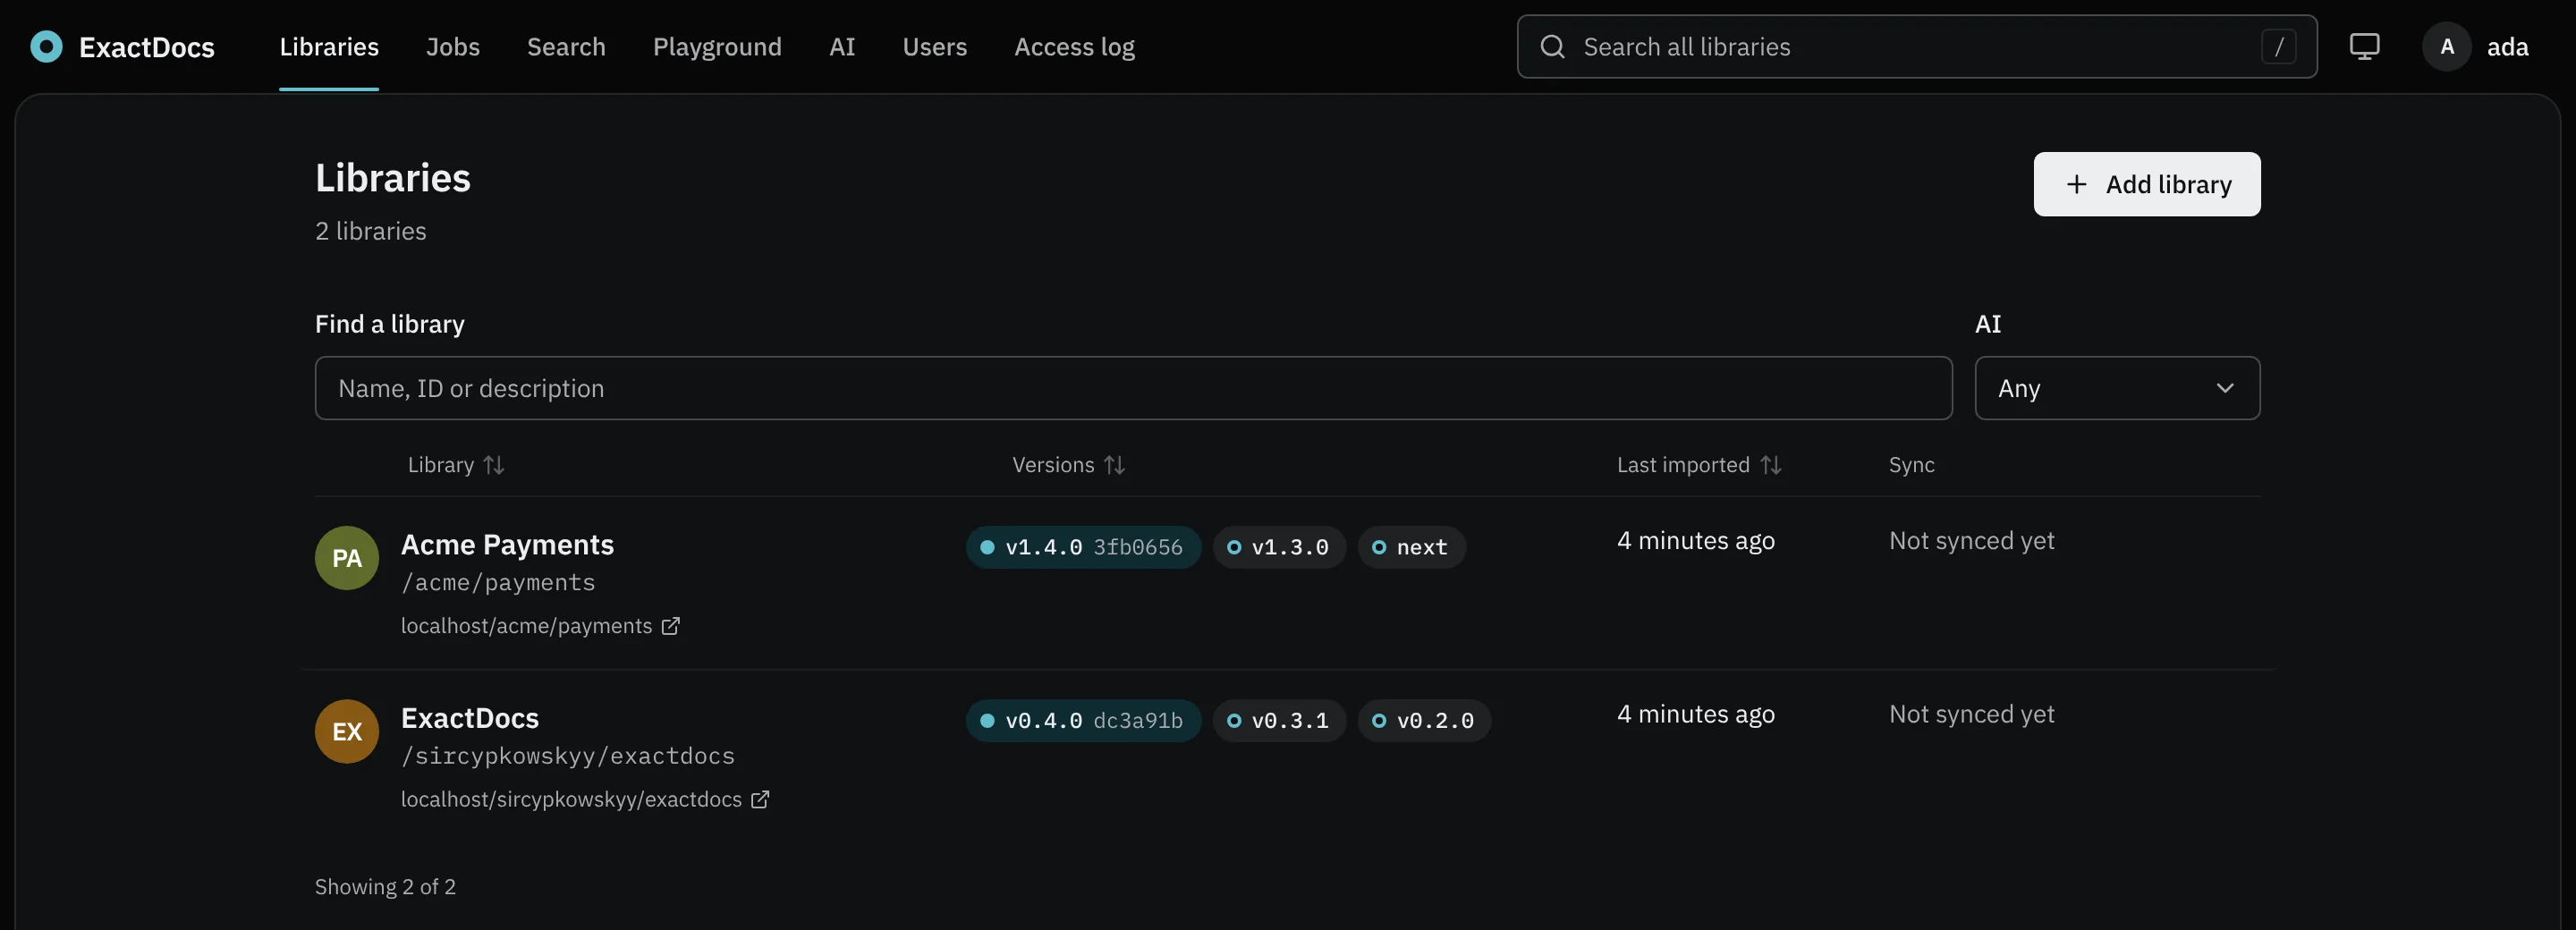 ExactDocs Libraries Jobs Search Playground AI Users Access log Search all libraries / A ada
Libraries
Add library
2 libraries
Find a library AI
Name, ID or description Any
Library Versions Last imported Sync
PA Acme Payments v1.4.0 3fb0656 v1.3.0 next 4 minutes ago Not synced yet
/acme/payments
localhost/acme/payments
EX ExactDocs v0.4.0 dc3a91b v0.3.1 v0.2.0 4 minutes ago Not synced yet
/sircypkowskyy/exactdocs
localhost/sircypkowskyy/exactdocs
Showing 2 of 2